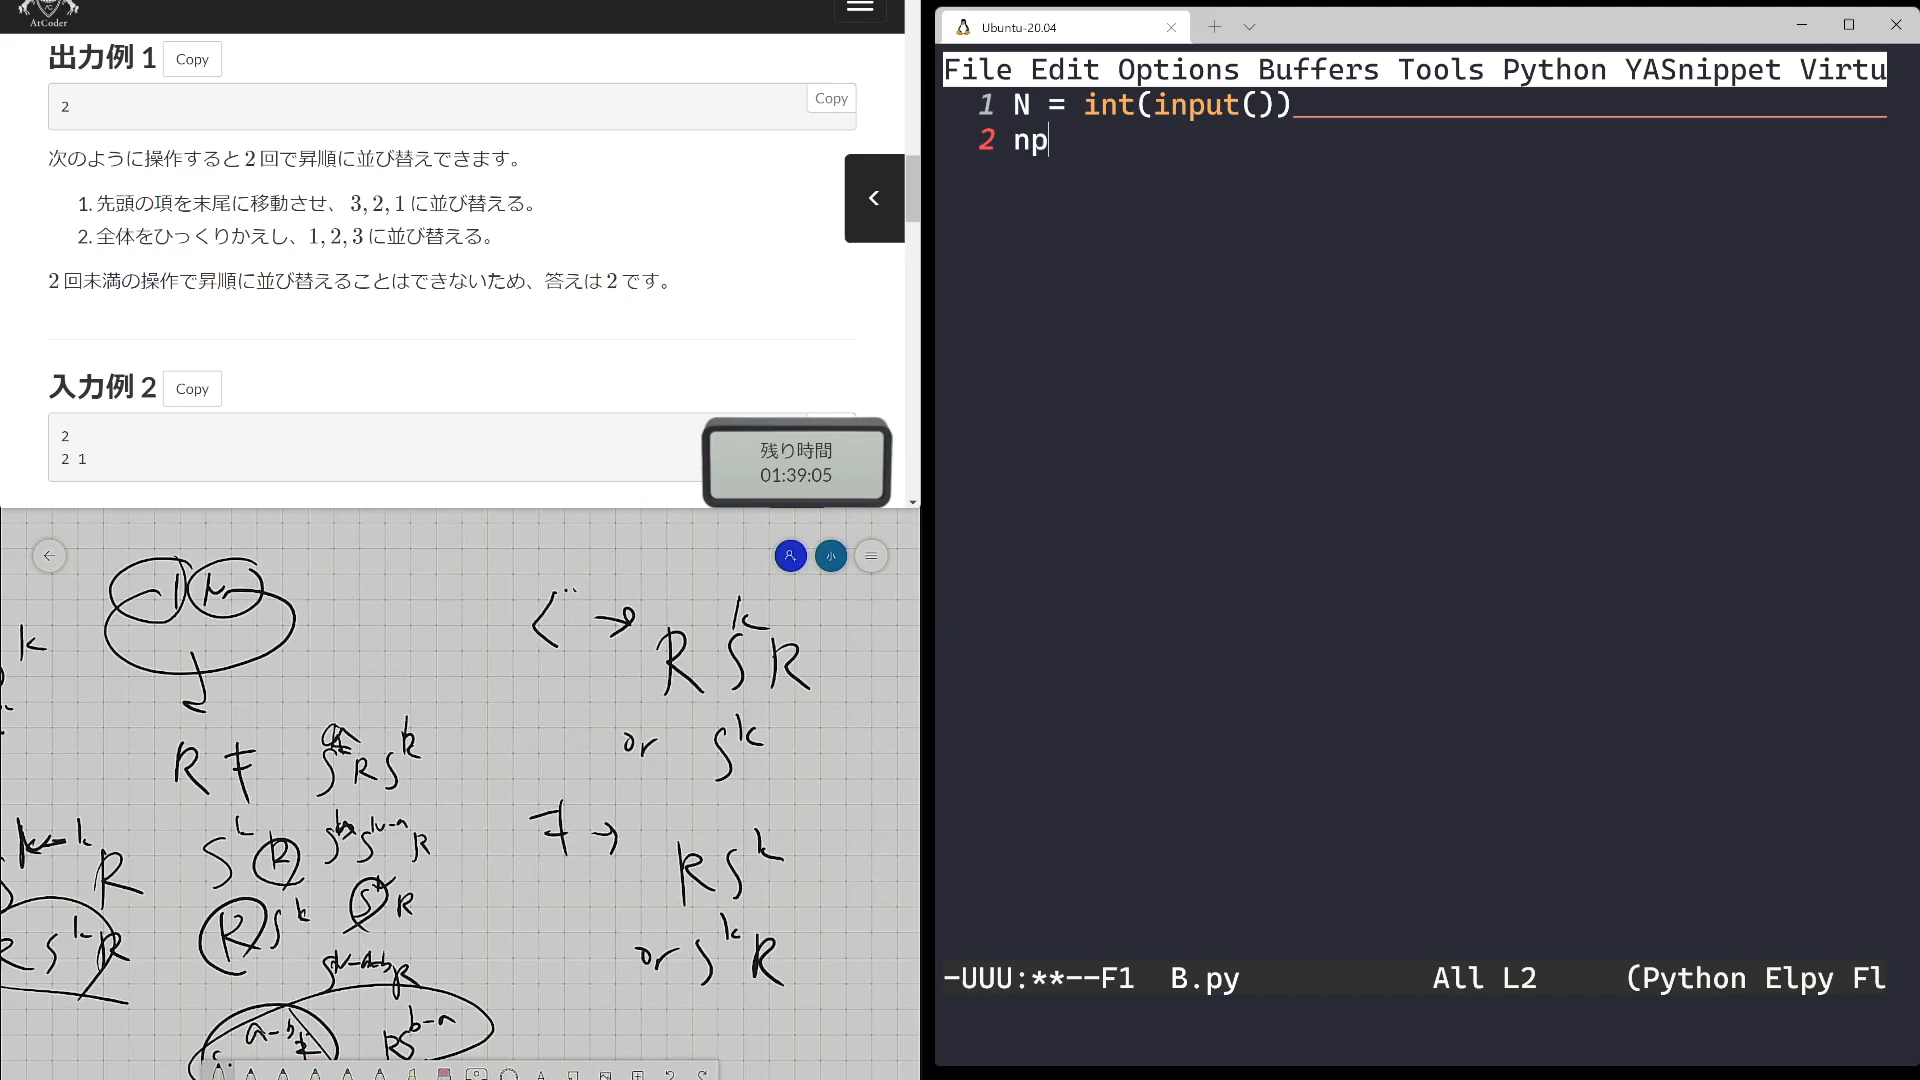 AtCoder
出力例 1 Copy
2
Copy
次のように操作すると 2 回で昇順に並び替えできます。
1. 先頭の項を末尾に移動させ、 3, 2, 1 に並び替える。
2. 全体をひっくりかえし、1, 2, 3 に並び替える。
2 回未満の操作で昇順に並び替えることはできないため、答えは 2 です。
入力例 2 Copy
2
2 1
残り時間
01:39:05
小
k
R S^k R
or S^k
R
S^k R
R S^k
S^k R
R S^k R
R S^k
or S^k R
a-b
RS^b-a
Ubuntu-20.04
File Edit Options Buffers Tools Python YASnippet Virtu
1 N = int(input())
2 np
-UUU:**--F1 B.py All L2 (Python Elpy Fl